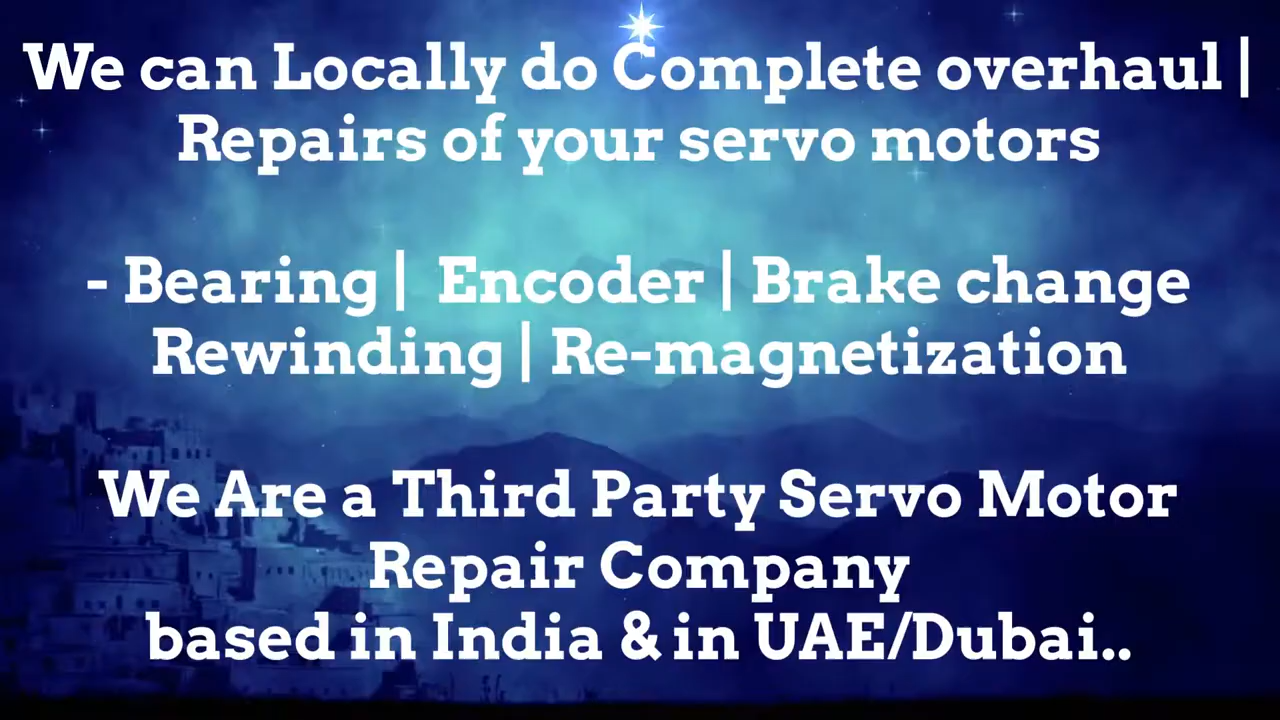 We can Locally do Complete overhaul |
Repairs of your servo motors
- Bearing | Encoder | Brake change
Rewinding | Re-magnetization
We Are a Third Party Servo Motor
Repair Company
based in India & in UAE/Dubai..